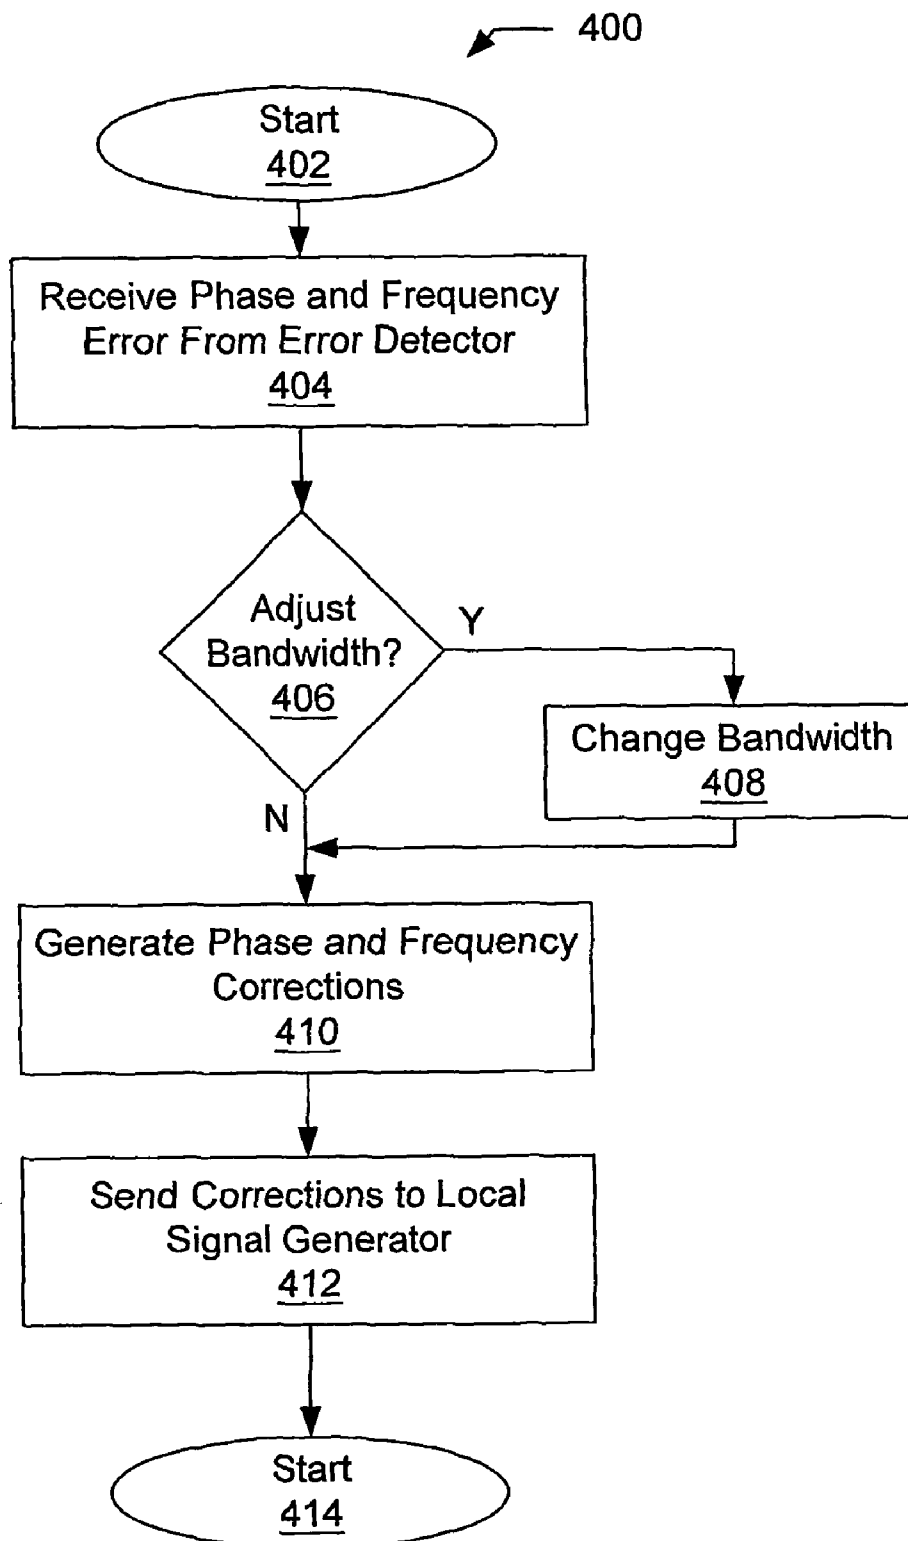 400
Start
402
Receive Phase and Frequency
Error From Error Detector
404
Adjust
Bandwidth?
406
Y
Change Bandwidth
408
N
Generate Phase and Frequency
Corrections
410
Send Corrections to Local
Signal Generator
412
Start
414